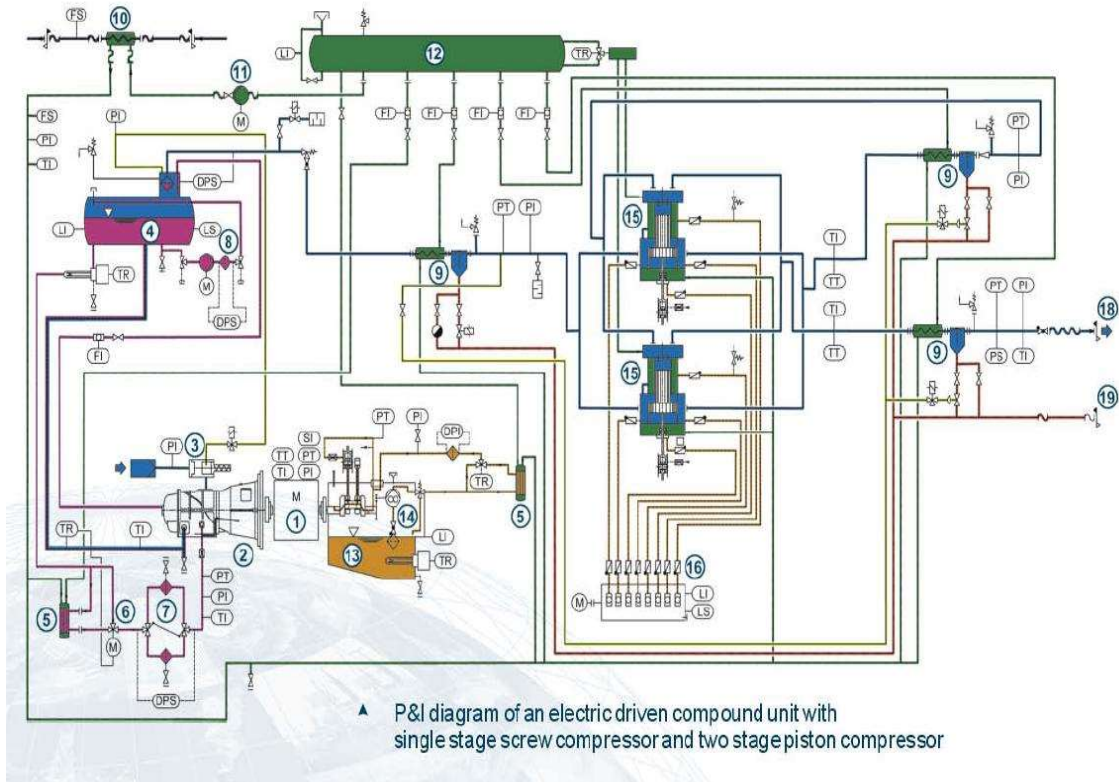 FS
10
LI
12
TR
11
M
FI
FI
FI
FI
FS
PI
TI
PI
DPS
PT
PI
9
4
LI
LS
8
TR
M
DPS
FI
15
PT
PI
9
TI
TT
TI
TT
PT
PI
PS
TI
9
18
15
19
PI
3
SI
TT
PT
TI
PI
PT
PI
DPI
TR
5
M
1
14
LI
13
TR
TR
TI
2
PT
PI
TI
5
6
7
M
DPS
16
M
LI
LS
P&I diagram of an electric driven compound unit with
single stage screw compressor and two stage piston compressor